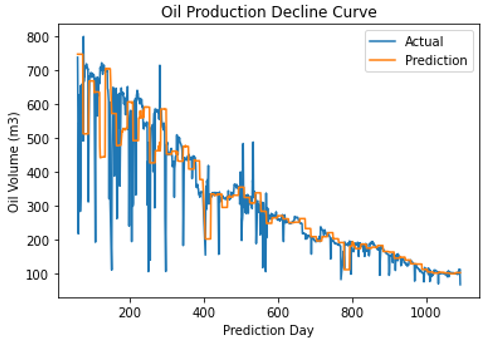 Oil Production Decline Curve
Actual
Prediction
Oil Volume (m3)
800
700
600
500
400
300
200
100
200
400
600
800
1000
Prediction Day